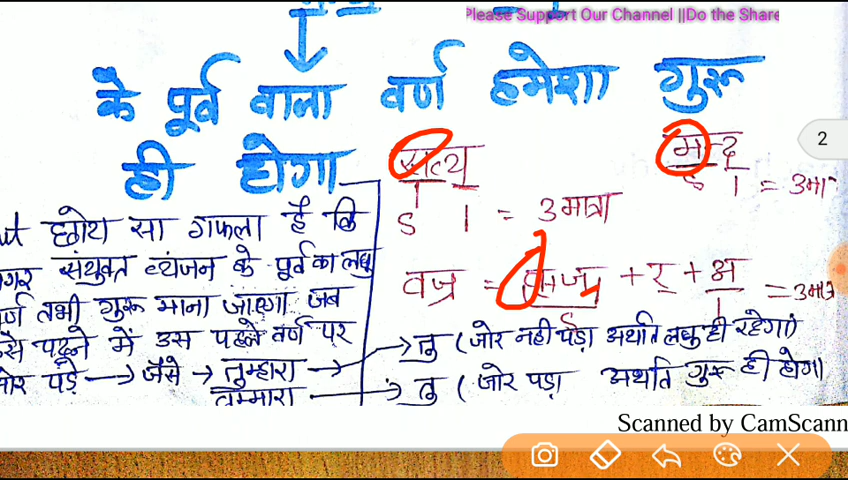 Please Support Our Channel ||Do the Share
के पूर्व वाला वर्ण हमेशा गुरू
ही होगा
सत्य
S I = 3मात्रा
मन्द
S I = 3मा
2
वज्र = + र् + अ = 3मात्र
S I
छोटा सा गफला है कि
अगर संयुक्त व्यंजन के पूर्व का लघु
वर्ण तभी गुरू माना जाएगा जब
पढ़ने में उस पहले वर्ण पर
जोर पड़े → जैसे → तुम्हारा → तु (जोर नही पड़ा अर्थात लघु ही रहेगा)
तु (जोर पड़ा अर्थात गुरू ही होगा)
Scanned by CamScann